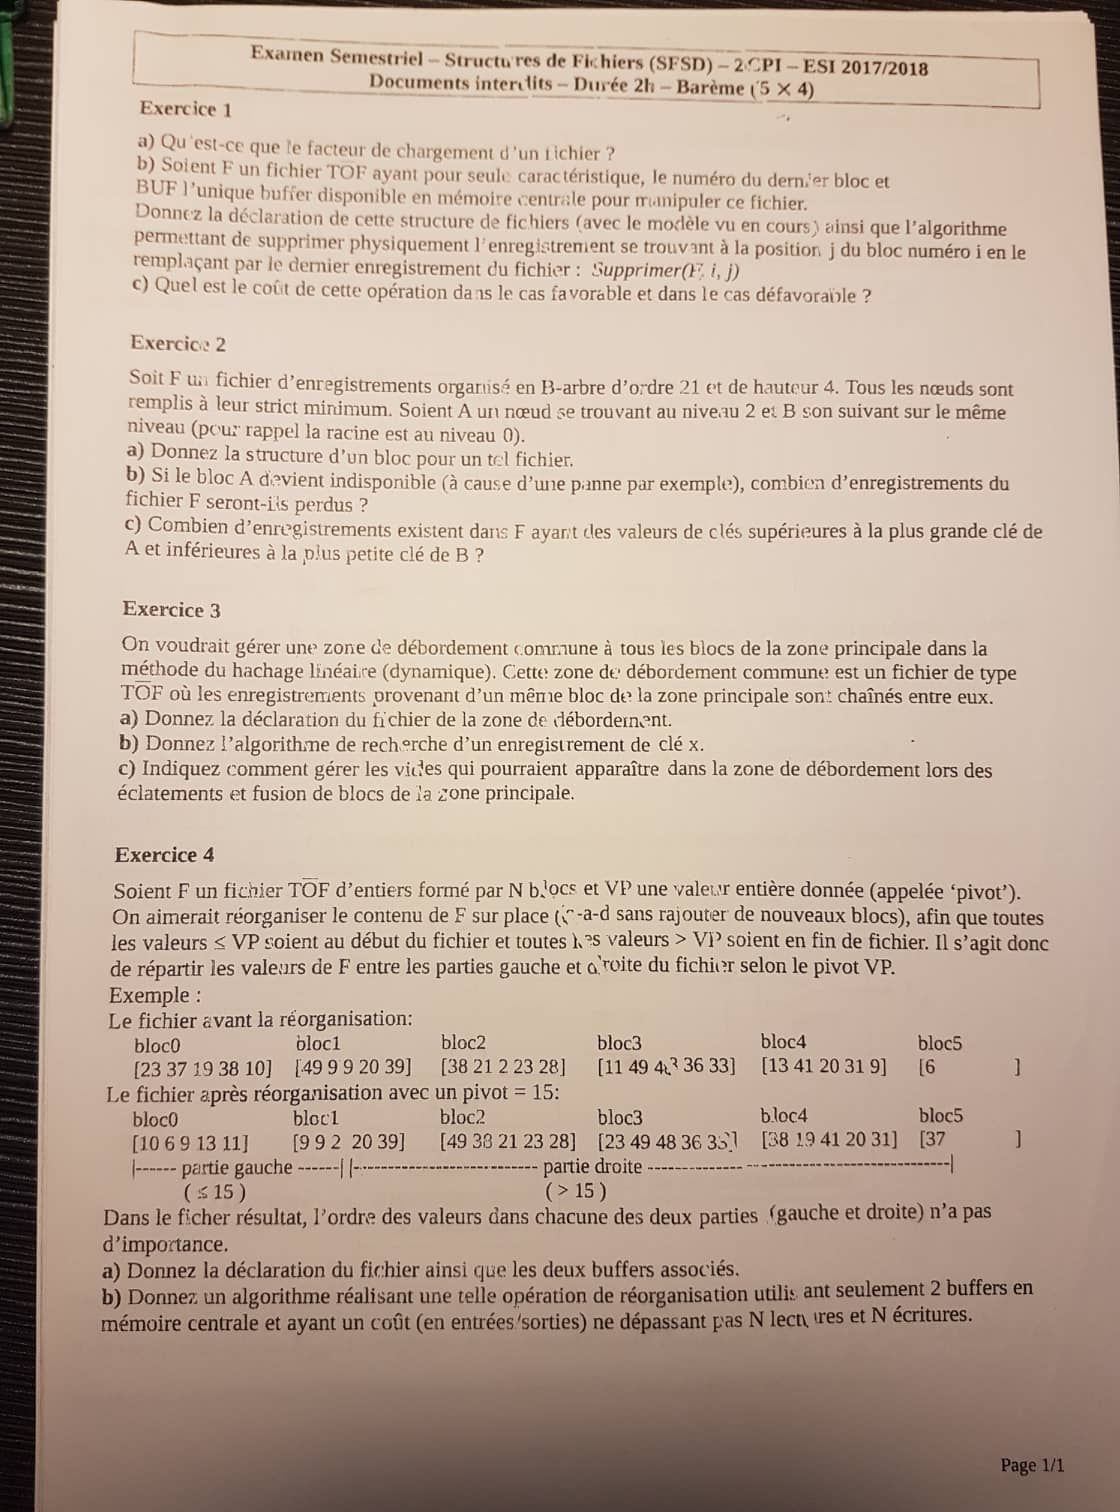 Examen Semestriel – Structures de Fichiers (SFSD) – 2CPI – ESI 2017/2018
Documents interdits – Durée 2h – Barème (5 × 4)
Exercice 1
a) Qu'est-ce que le facteur de chargement d'un fichier ?
b) Soient F un fichier TO̅F ayant pour seule caractéristique, le numéro du dernier bloc et
BUF l'unique buffer disponible en mémoire centrale pour manipuler ce fichier.
Donnez la déclaration de cette structure de fichiers (avec le modèle vu en cours) ainsi que l'algorithme
permettant de supprimer physiquement l'enregistrement se trouvant à la position j du bloc numéro i en le
remplaçant par le dernier enregistrement du fichier : Supprimer(F, i, j)
c) Quel est le coût de cette opération dans le cas favorable et dans le cas défavorable ?
Exercice 2
Soit F un fichier d'enregistrements organisé en B-arbre d'ordre 21 et de hauteur 4. Tous les nœuds sont
remplis à leur strict minimum. Soient A un nœud se trouvant au niveau 2 et B son suivant sur le même
niveau (pour rappel la racine est au niveau 0).
a) Donnez la structure d'un bloc pour un tel fichier.
b) Si le bloc A devient indisponible (à cause d'une panne par exemple), combien d'enregistrements du
fichier F seront-ils perdus ?
c) Combien d'enregistrements existent dans F ayant des valeurs de clés supérieures à la plus grande clé de
A et inférieures à la plus petite clé de B ?
Exercice 3
On voudrait gérer une zone de débordement commune à tous les blocs de la zone principale dans la
méthode du hachage linéaire (dynamique). Cette zone de débordement commune est un fichier de type
TO̅F où les enregistrements provenant d'un même bloc de la zone principale sont chaînés entre eux.
a) Donnez la déclaration du fichier de la zone de débordement.
b) Donnez l'algorithme de recherche d'un enregistrement de clé x.
c) Indiquez comment gérer les vides qui pourraient apparaître dans la zone de débordement lors des
éclatements et fusion de blocs de la zone principale.
Exercice 4
Soient F un fichier TO̅F d'entiers formé par N blocs et VP une valeur entière donnée (appelée 'pivot').
On aimerait réorganiser le contenu de F sur place (c-a-d sans rajouter de nouveaux blocs), afin que toutes
les valeurs ≤ VP soient au début du fichier et toutes les valeurs > VP soient en fin de fichier. Il s'agit donc
de répartir les valeurs de F entre les parties gauche et droite du fichier selon le pivot VP.
Exemple :
Le fichier avant la réorganisation:
bloc0 bloc1 bloc2 bloc3 bloc4 bloc5
[23 37 19 38 10] [49 9 9 20 39] [38 21 2 23 28] [11 49 48 36 33] [13 41 20 31 9] [6 ]
Le fichier après réorganisation avec un pivot = 15:
bloc0 bloc1 bloc2 bloc3 bloc4 bloc5
[10 6 9 13 11] [9 9 2 20 39] [49 38 21 23 28] [23 49 48 36 33] [38 19 41 20 31] [37 ]
|------ partie gauche ------| |--------------------------- partie droite ------------------------------------------|
( ≤ 15 ) ( > 15 )
Dans le ficher résultat, l'ordre des valeurs dans chacune des deux parties (gauche et droite) n'a pas
d'importance.
a) Donnez la déclaration du fichier ainsi que les deux buffers associés.
b) Donnez un algorithme réalisant une telle opération de réorganisation utilisant seulement 2 buffers en
mémoire centrale et ayant un coût (en entrées/sorties) ne dépassant pas N lectures et N écritures.
Page 1/1